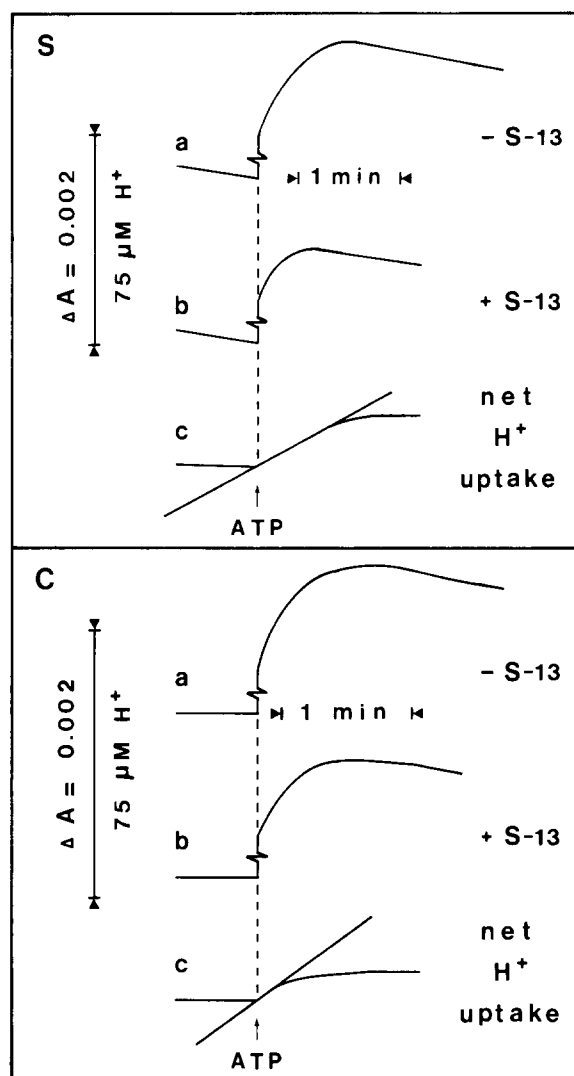 S
a
- S-13
1 min
ΔA = 0.002
75 µM H⁺
b
+ S-13
c
net
H⁺
uptake
ATP
C
a
- S-13
1 min
ΔA = 0.002
75 µM H⁺
b
+ S-13
c
net
H⁺
uptake
ATP